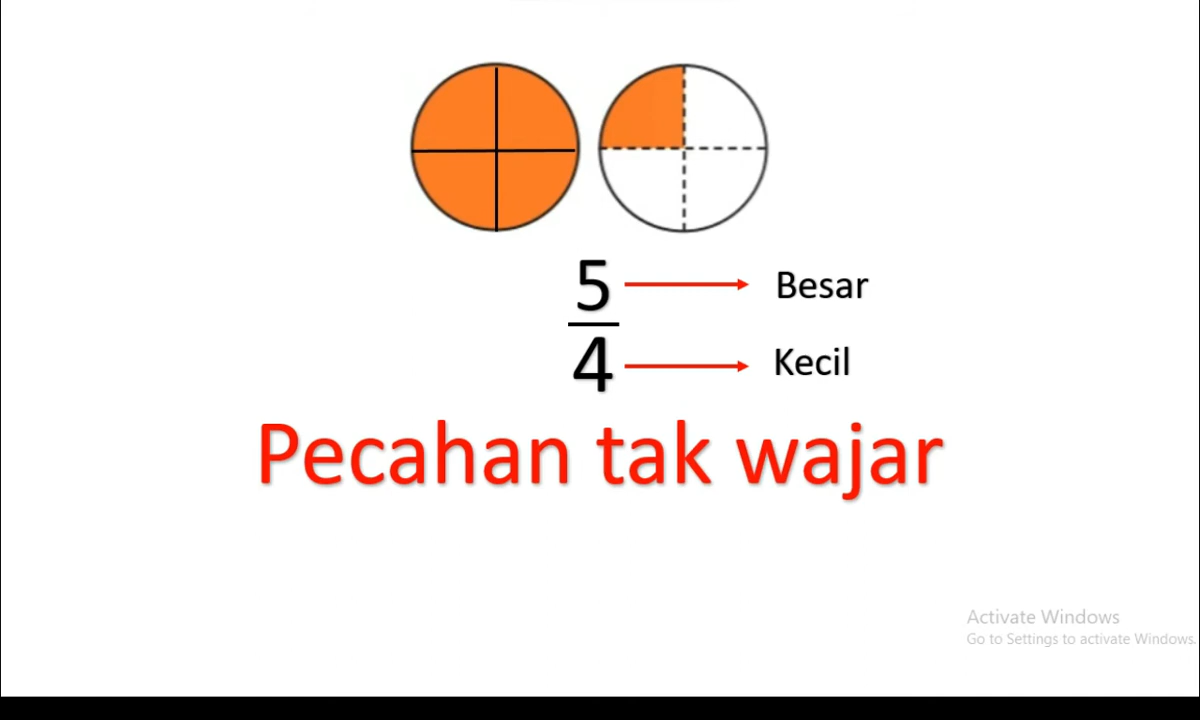 5 Besar
4 Kecil
Pecahan tak wajar
Activate Windows
Go to Settings to activate Windows.